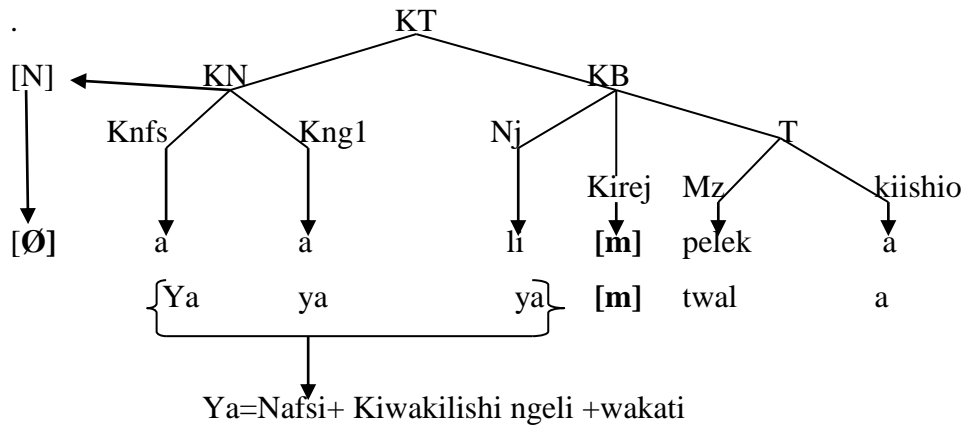 .
KT
[N] KN KB
Knfs Kng1 Nj T
Kirej Mz kiishio
[Ø] a a li [m] pelek a
Ya ya ya [m] twal a
Ya=Nafsi+ Kiwakilishi ngeli +wakati